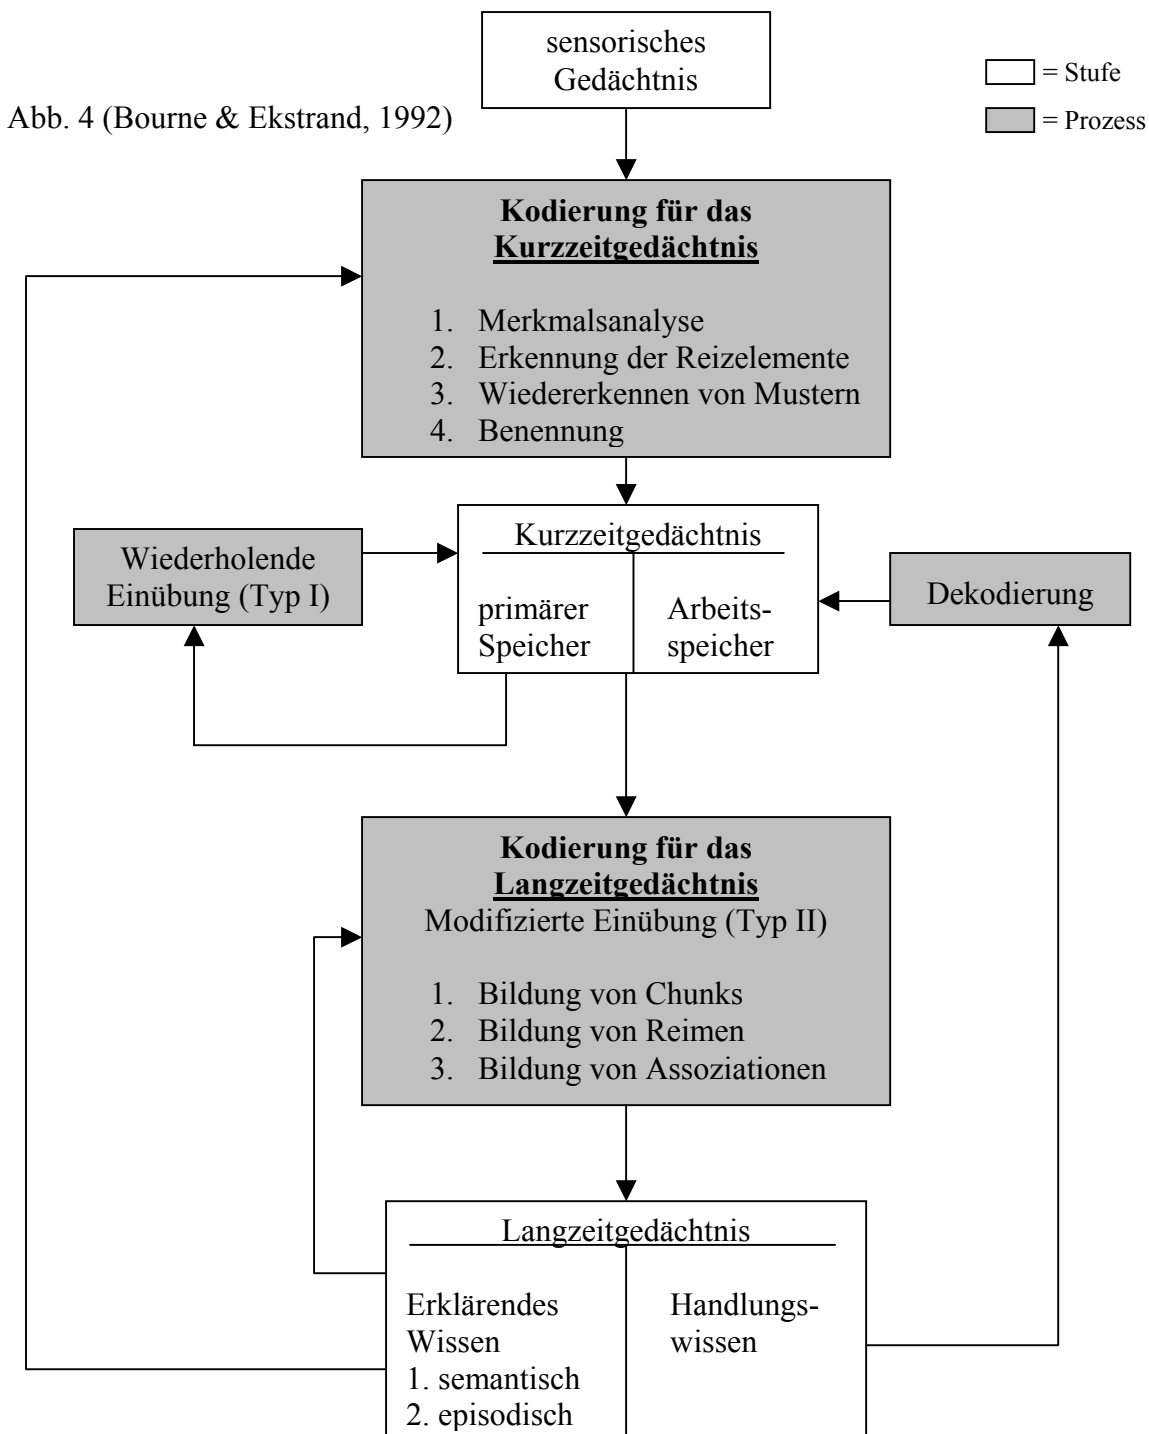 sensorisches
Gedächtnis
= Stufe
Abb. 4 (Bourne & Ekstrand, 1992)
= Prozess
Kodierung für das
Kurzzeitgedächtnis
1. Merkmalsanalyse
2. Erkennung der Reizelemente
3. Wiedererkennen von Mustern
4. Benennung
Wiederholende
Einübung (Typ I)
Kurzzeitgedächtnis
primärer
Speicher
Arbeits-
speicher
Dekodierung
Kodierung für das
Langzeitgedächtnis
Modifizierte Einübung (Typ II)
1. Bildung von Chunks
2. Bildung von Reimen
3. Bildung von Assoziationen
Langzeitgedächtnis
Erklärendes
Wissen
1. semantisch
2. episodisch
Handlungs-
wissen